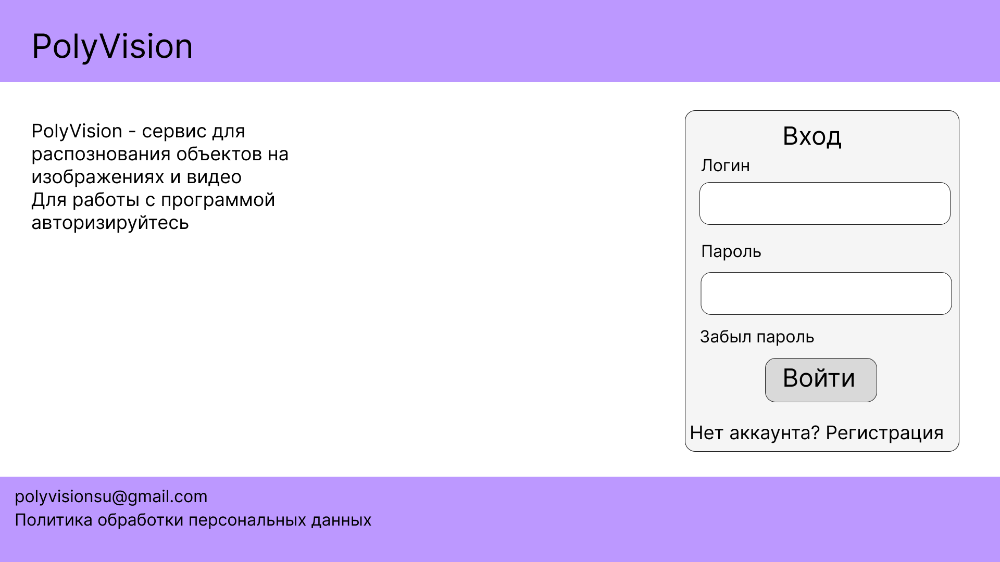 PolyVision
PolyVision - сервис для
распознования объектов на
изображениях и видео
Для работы с программой
авторизируйтесь
Вход
Логин
Пароль
Забыл пароль
Войти
Нет аккаунта? Регистрация
polyvisionsu@gmail.com
Политика обработки персональных данных